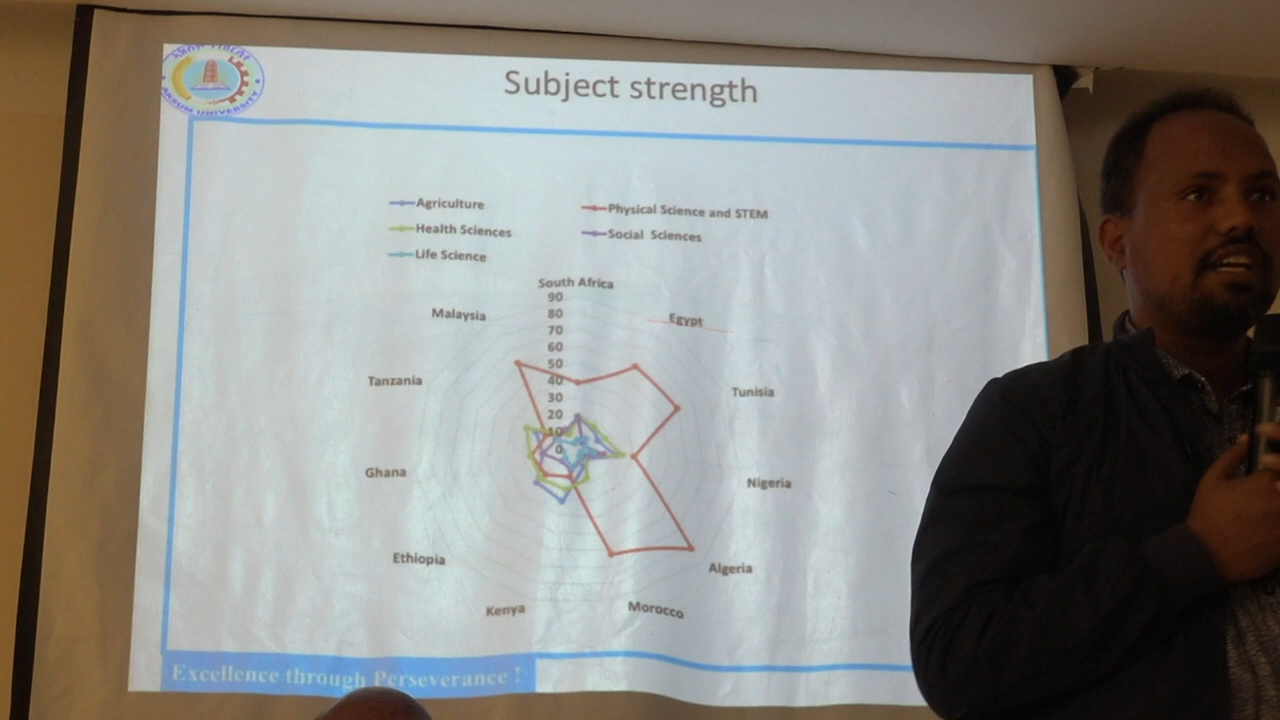 AKSUM UNIVERSITY
Subject strength
Agriculture
Physical Science and STEM
Health Sciences
Social Sciences
Life Science
South Africa
90
80
70
60
50
40
30
20
10
0
Egypt
Tunisia
Nigeria
Algeria
Morocco
Kenya
Ethiopia
Ghana
Tanzania
Malaysia
Excellence through Perseverance !